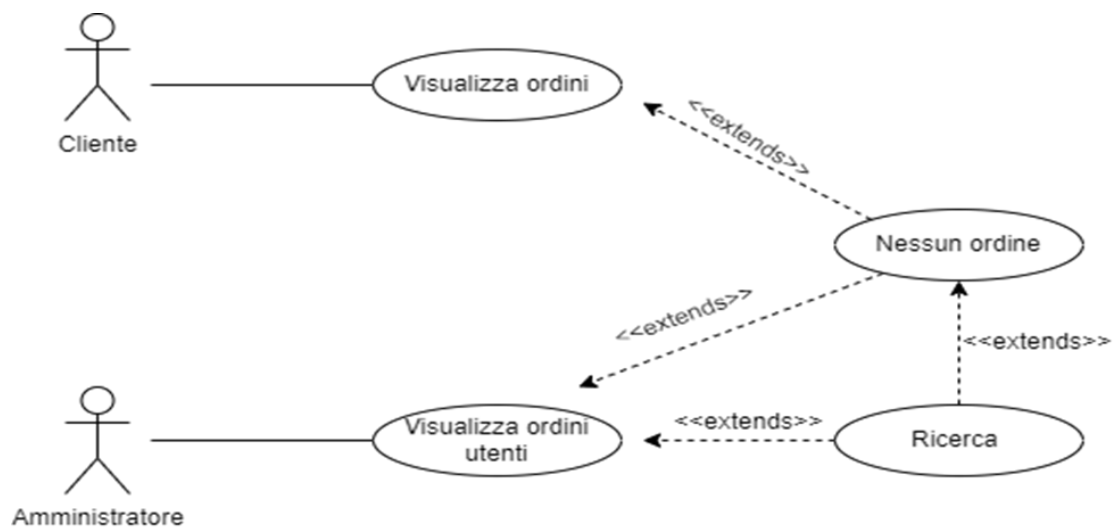 Visualizza ordini
<<extends>>
Cliente
Nessun ordine
<<extends>>
<<extends>>
Visualizza ordini
utenti
<<extends>>
Ricerca
Amministratore